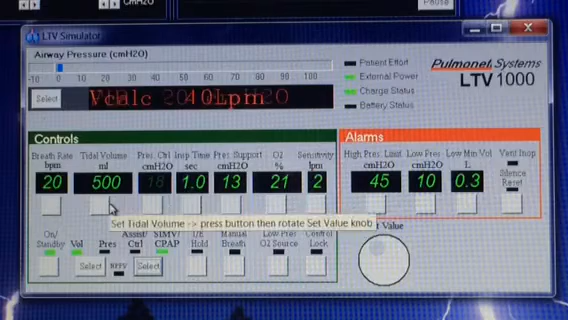 cmH2O
Pause
LTV Simulator
Airway Pressure (cmH2O)
-10 0 10 20 30 40 50 60 70 80 90 100
Patient Effort
External Power
Charge Status
Battery Status
Pulmonetic Systems
LTV 1000
Select
Vcalc 40lpm
Controls
Alarms
Breath Rate
bpm
Tidal Volume
ml
Pres. Ctrl
cmH2O
Insp Time
sec
Pres. Support
cmH2O
O2
%
Sensitivity
lpm
High Pres. Limit
cmH2O
Low Pres.
cmH2O
Low Min Vol
L
Vent Inop
20 500 18 1.0 13 21 2
45 10 0.3
Silence
Reset
Set Tidal Volume -> press button then rotate Set Value knob
Value
On/
Standby
Vol
Pres
Assist/
Ctrl
SIMV/
CPAP
I/E
Hold
Manual
Breath
Low Pres
O2 Source
Control
Lock
Select
NPPV
Select